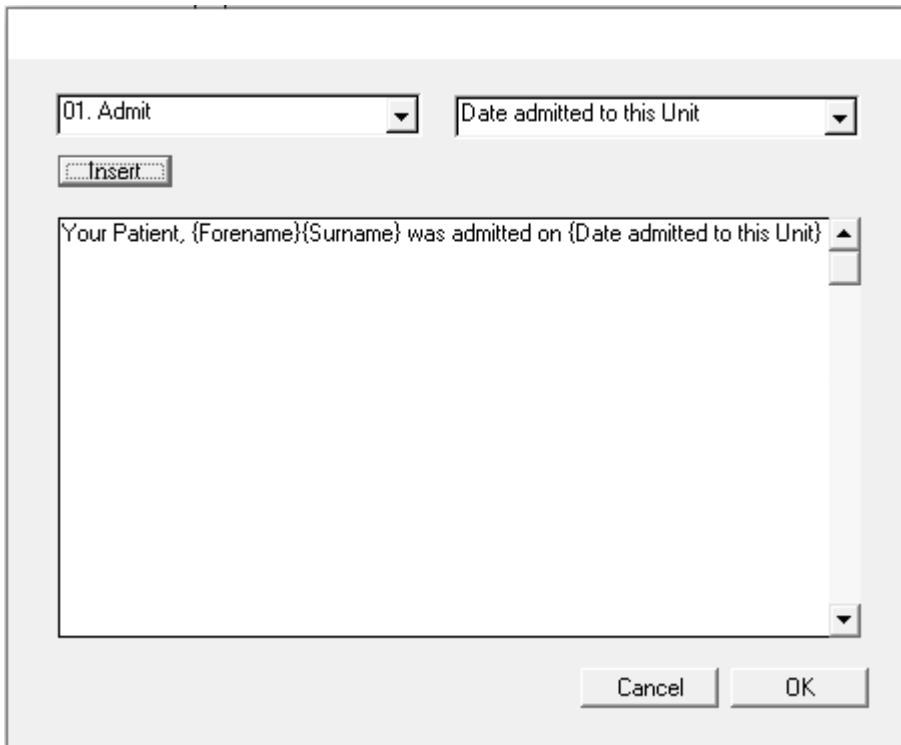 01. Admit
Date admitted to this Unit
Insert
Your Patient, {Forename}{Surname} was admitted on {Date admitted to this Unit}
Cancel
OK